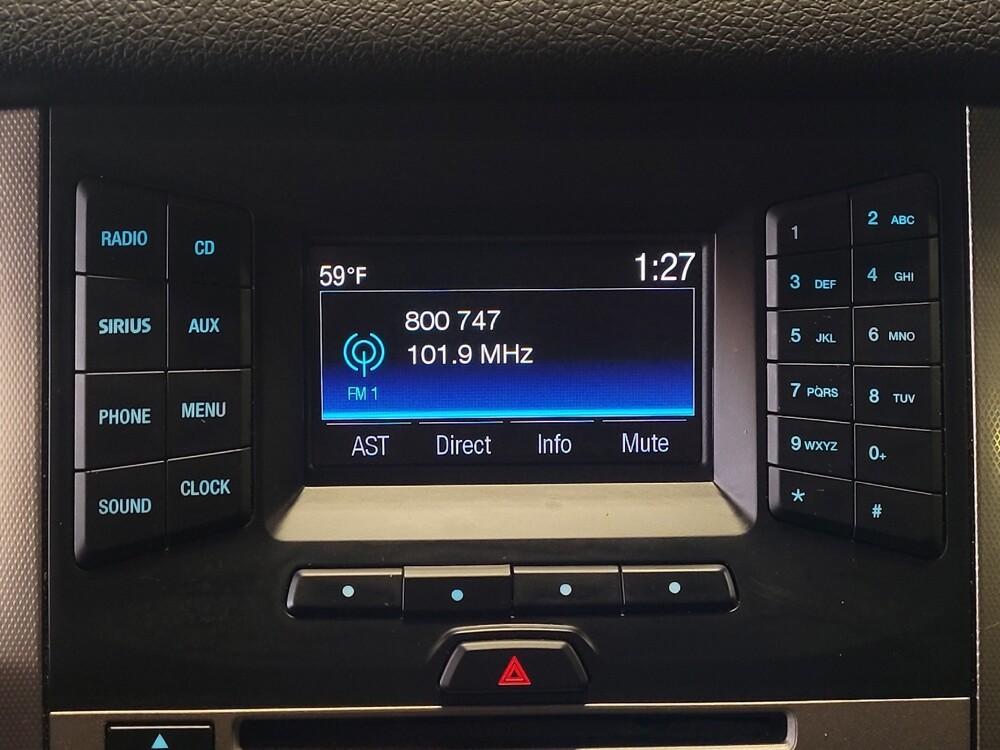 59°F
1:27
800 747
101.9 MHz
FM 1
AST Direct Info Mute
RADIO CD
SIRIUS AUX
PHONE MENU
SOUND CLOCK
1 2 ABC
3 DEF 4 GHI
5 JKL 6 MNO
7 PQRS 8 TUV
9 WXYZ 0+
* #